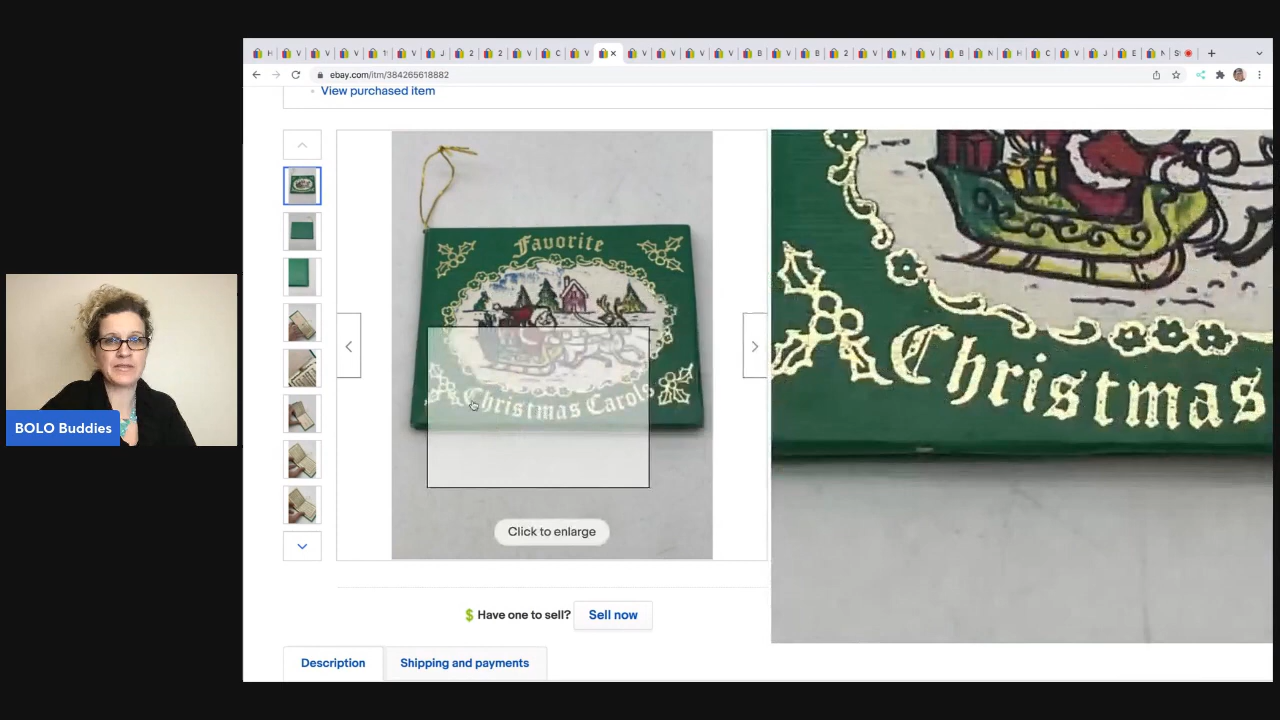 ebay.com/itm/384265618882
View purchased item
Favorite
Christmas Carols
Christmas
Click to enlarge
Have one to sell?
Sell now
Description
Shipping and payments
BOLO Buddies